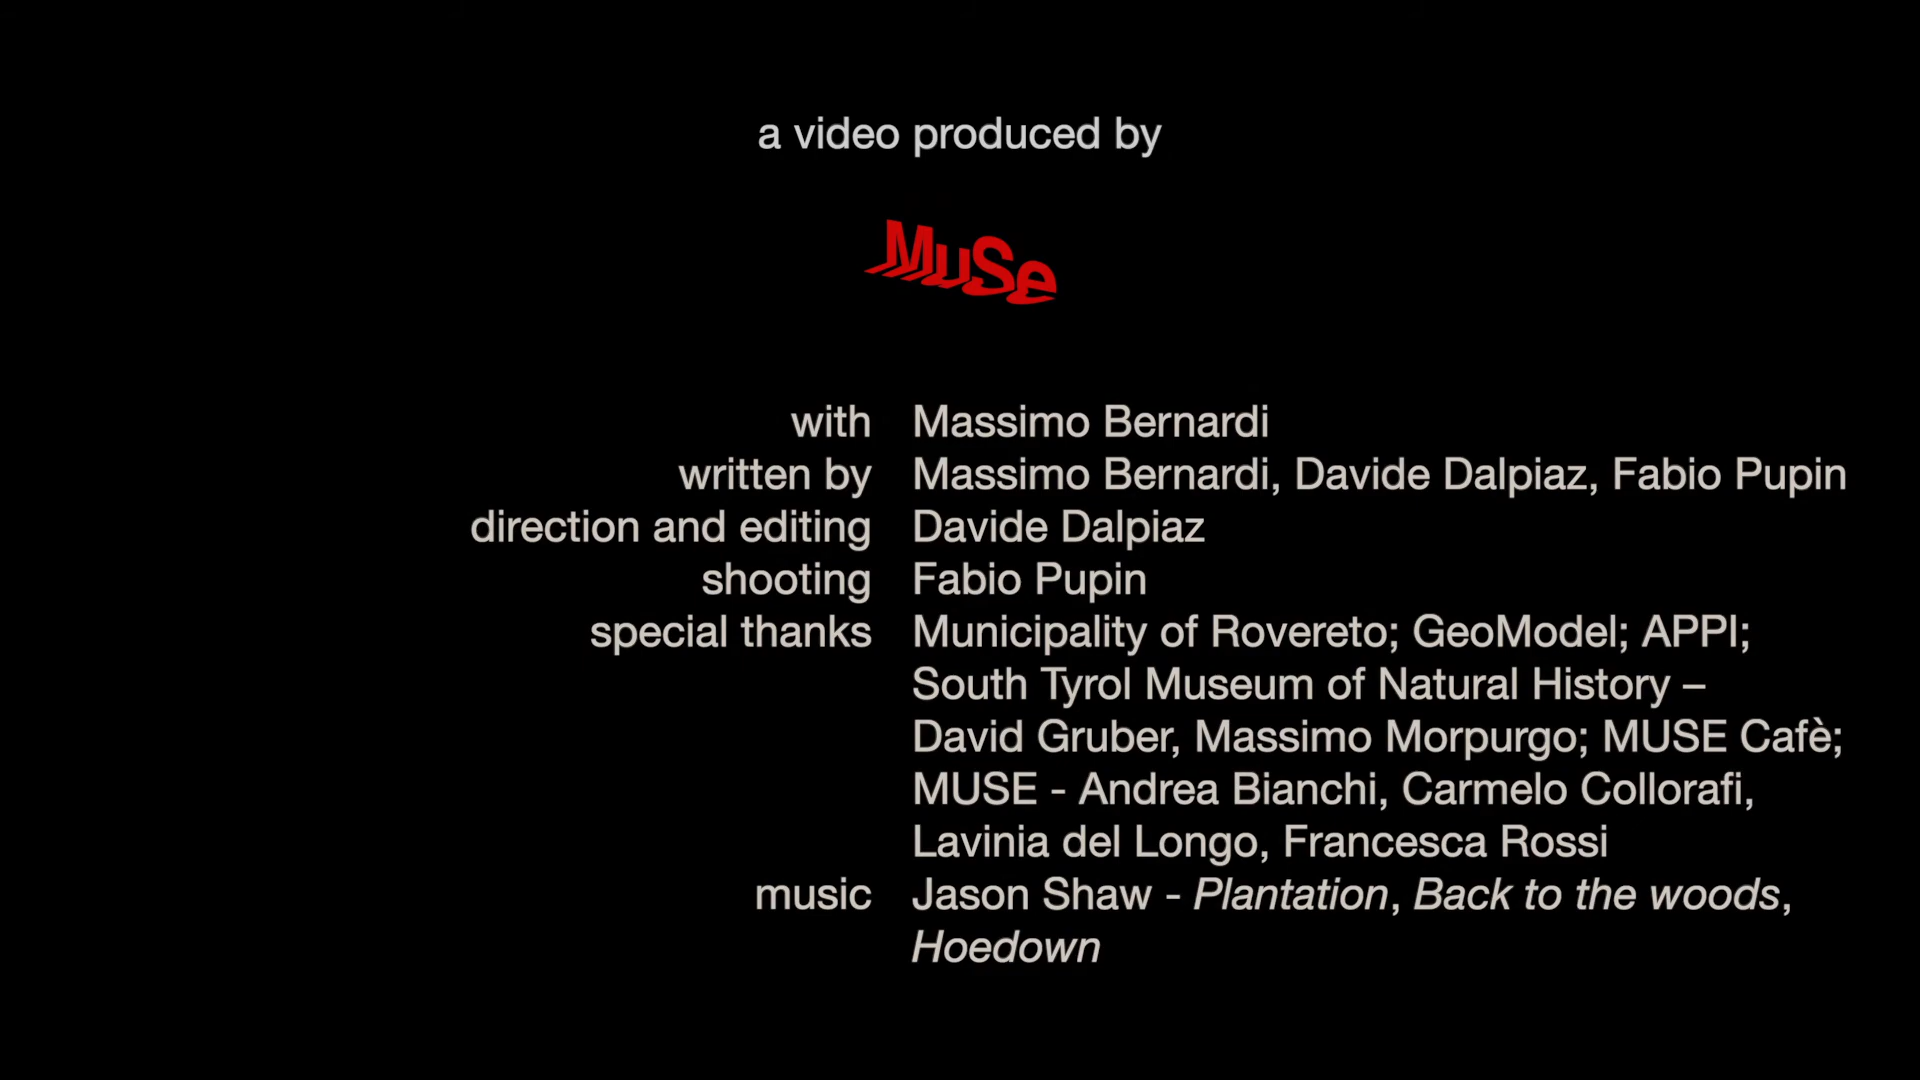 a video produced by
MUSe
with Massimo Bernardi
written by Massimo Bernardi, Davide Dalpiaz, Fabio Pupin
direction and editing Davide Dalpiaz
shooting Fabio Pupin
special thanks Municipality of Rovereto; GeoModel; APPI;
South Tyrol Museum of Natural History –
David Gruber, Massimo Morpurgo; MUSE Cafè;
MUSE - Andrea Bianchi, Carmelo Collorafi,
Lavinia del Longo, Francesca Rossi
music Jason Shaw - Plantation, Back to the woods,
Hoedown